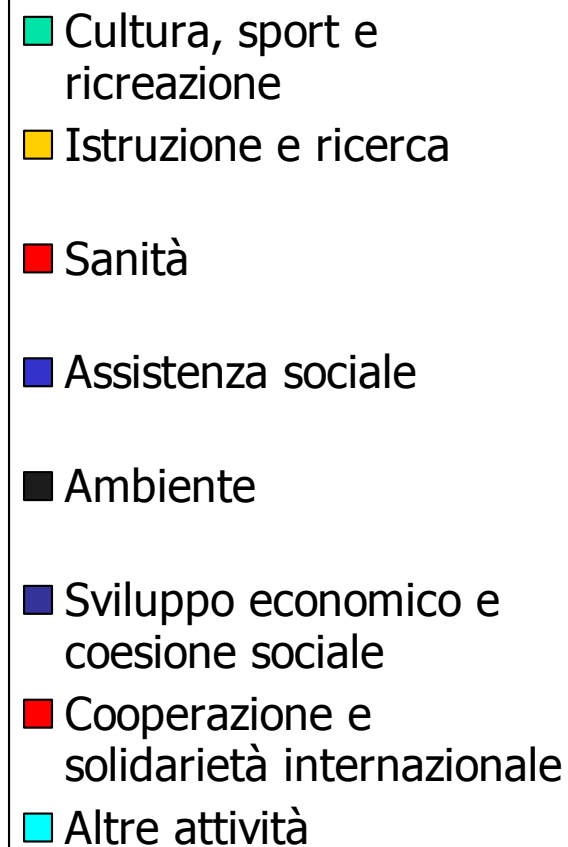 Cultura, sport e
ricreazione
Istruzione e ricerca
Sanità
Assistenza sociale
Ambiente
Sviluppo economico e
coesione sociale
Cooperazione e
solidarietà internazionale
Altre attività